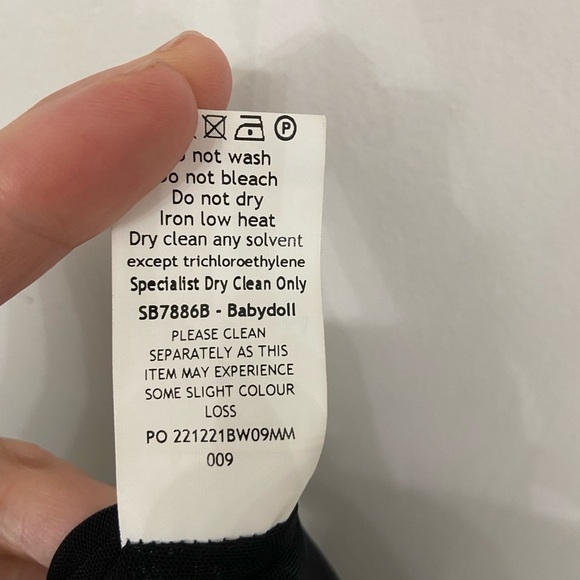 P
not wash
not bleach
Do not dry
Iron low heat
Dry clean any solvent
except trichloroethylene
Specialist Dry Clean Only
SB7886B - Babydoll
PLEASE CLEAN
SEPARATELY AS THIS
ITEM MAY EXPERIENCE
SOME SLIGHT COLOUR
LOSS
PO 221221BW09MM
009